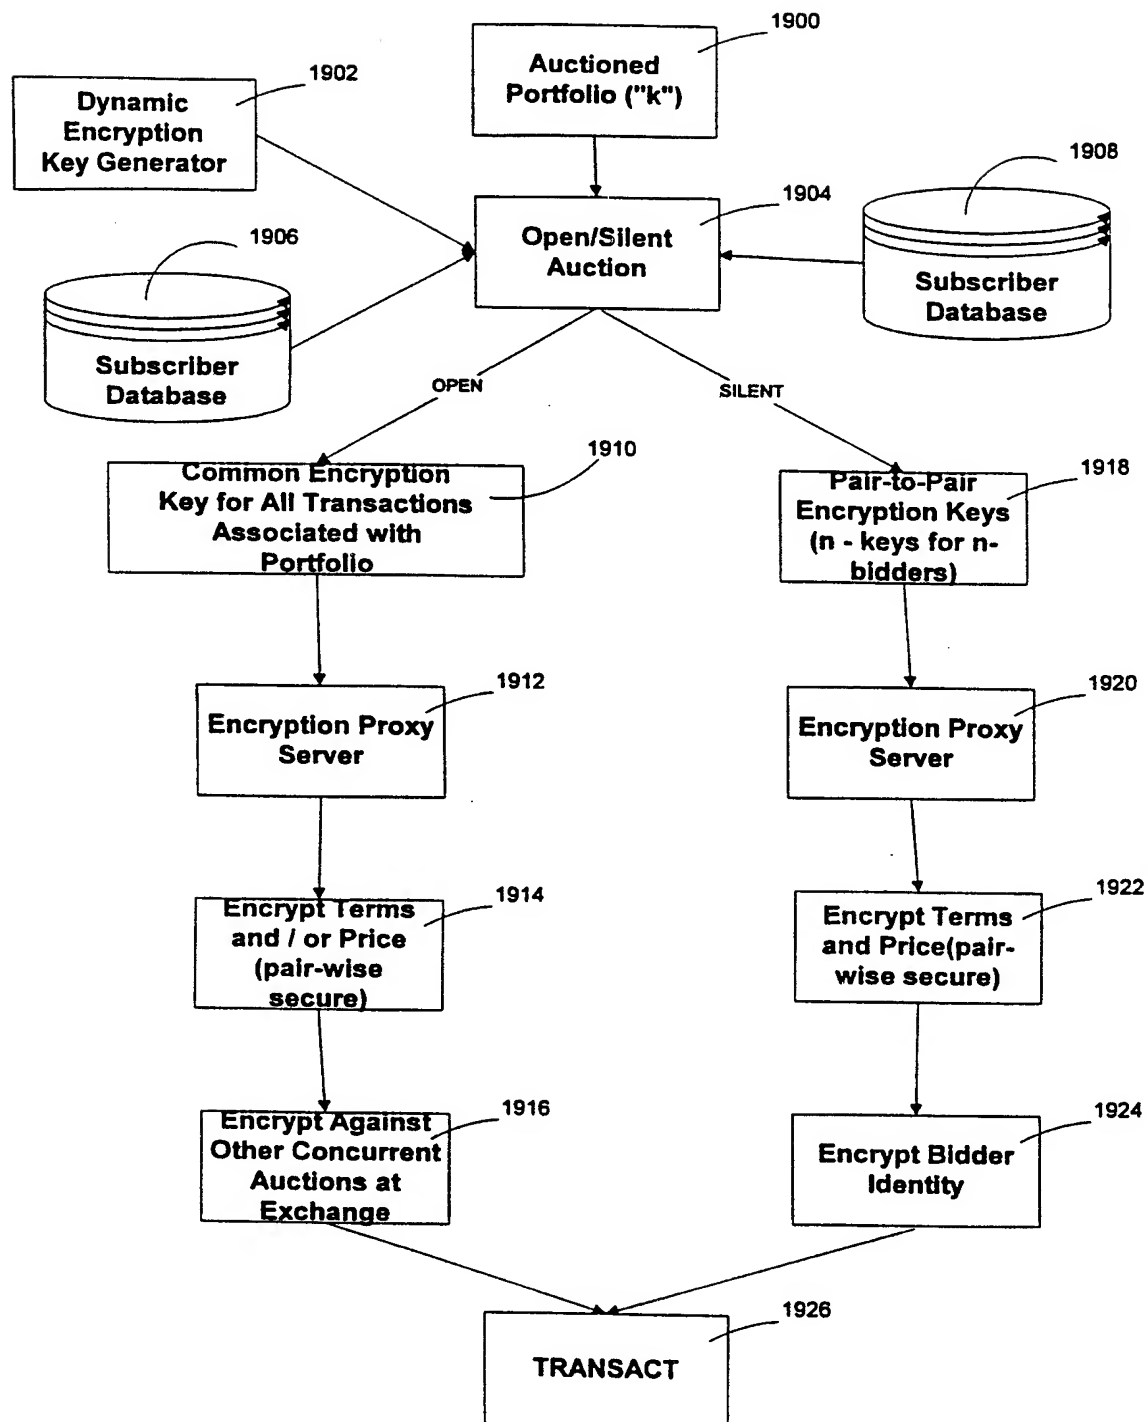 1900
Auctioned
Portfolio ("k")
1902
Dynamic
Encryption
Key Generator
1904
Open/Silent
Auction
1906
Subscriber
Database
1908
Subscriber
Database
OPEN
SILENT
1910
Common Encryption
Key for All Transactions
Associated with
Portfolio
1918
Pair-to-Pair
Encryption Keys
(n - keys for n-
bidders)
1912
Encryption Proxy
Server
1920
Encryption Proxy
Server
1914
Encrypt Terms
and / or Price
(pair-wise
secure)
1922
Encrypt Terms
and Price(pair-
wise secure)
1916
Encrypt Against
Other Concurrent
Auctions at
Exchange
1924
Encrypt Bidder
Identity
1926
TRANSACT